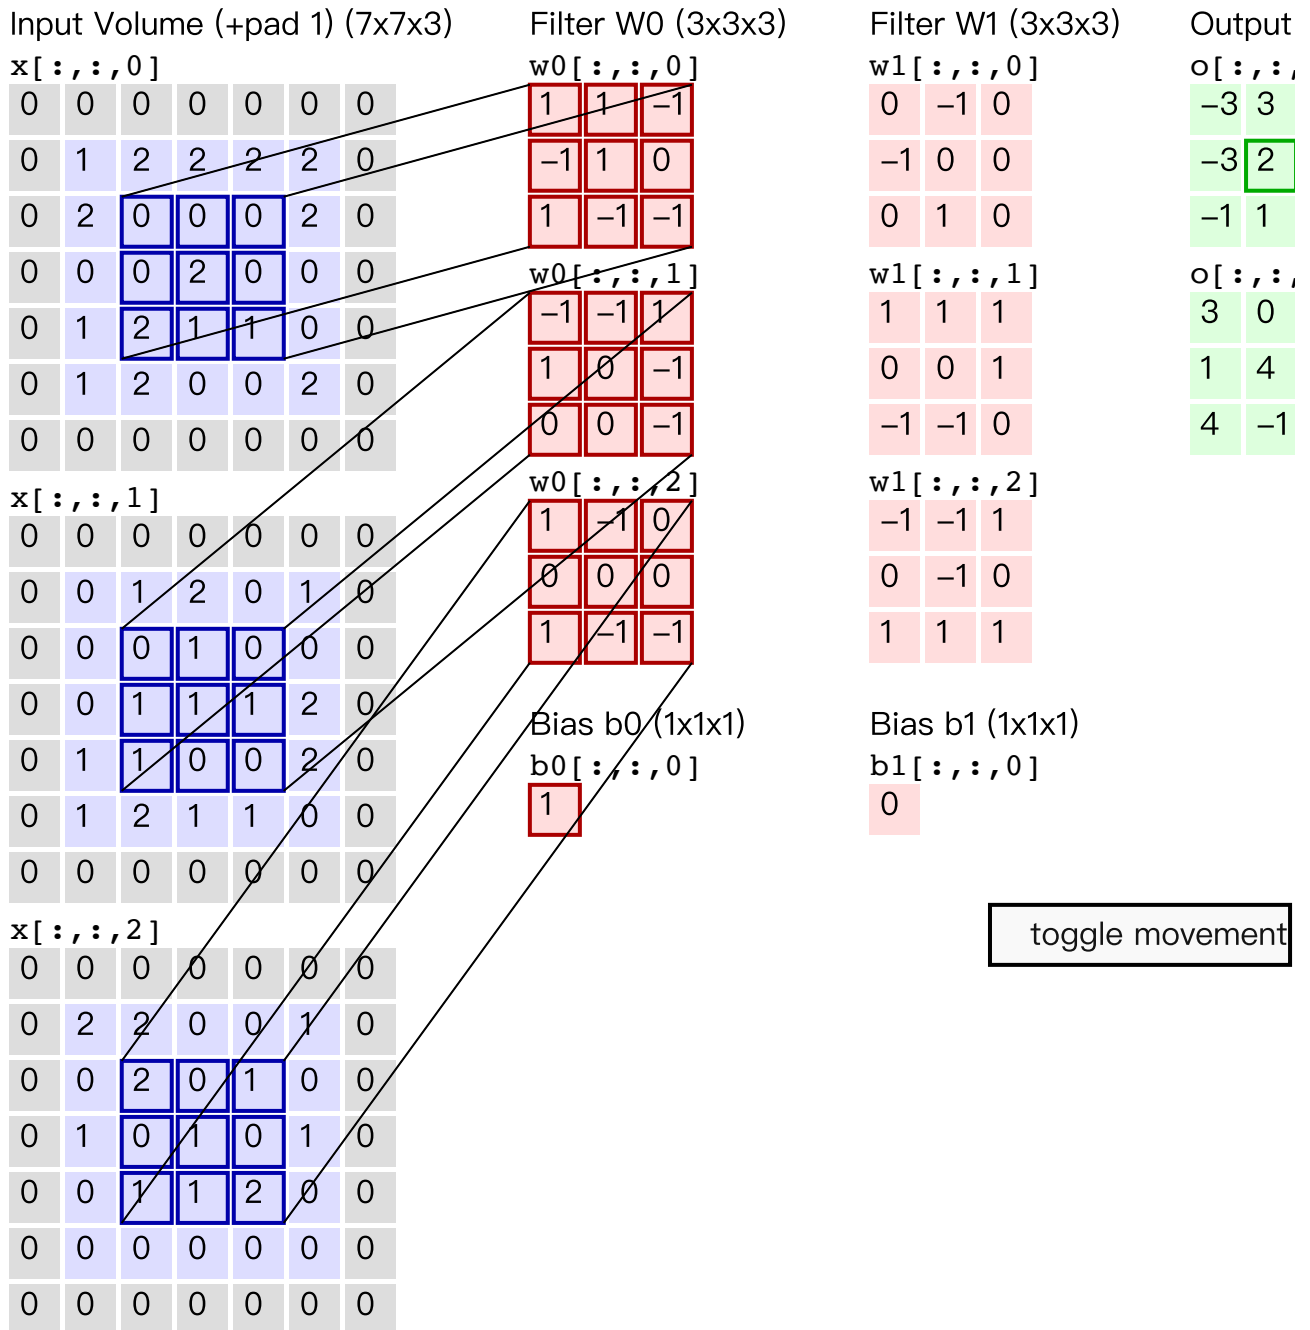 Input Volume (+pad 1) (7x7x3)
x[:,:,0]
0 0 0 0 0 0 0
0 1 2 2 2 2 0
0 2 0 0 0 2 0
0 0 0 2 0 0 0
0 1 2 1 1 0 0
0 1 2 0 0 2 0
0 0 0 0 0 0 0
x[:,:,1]
0 0 0 0 0 0 0
0 0 1 2 0 1 0
0 0 0 1 0 0 0
0 0 1 1 1 2 0
0 1 1 0 0 2 0
0 1 2 1 1 0 0
0 0 0 0 0 0 0
x[:,:,2]
0 0 0 0 0 0 0
0 2 2 0 0 1 0
0 0 2 0 1 0 0
0 1 0 1 0 1 0
0 0 1 1 2 0 0
0 0 0 0 0 0 0
0 0 0 0 0 0 0
Filter W0 (3x3x3)
w0[:,:,0]
1 1 –1
–1 1 0
1 –1 –1
w0[:,:,1]
–1 –1 1
1 0 –1
0 0 –1
w0[:,:,2]
1 –1 0
0 0 0
1 –1 –1
Bias b0 (1x1x1)
b0[:,:,0]
1
Filter W1 (3x3x3)
w1[:,:,0]
0 –1 0
–1 0 0
0 1 0
w1[:,:,1]
1 1 1
0 0 1
–1 –1 0
w1[:,:,2]
–1 –1 1
0 –1 0
1 1 1
Bias b1 (1x1x1)
b1[:,:,0]
0
Output
o[:,:,
–3 3
–3 2
–1 1
o[:,:,
3 0
1 4
4 –1
toggle movement